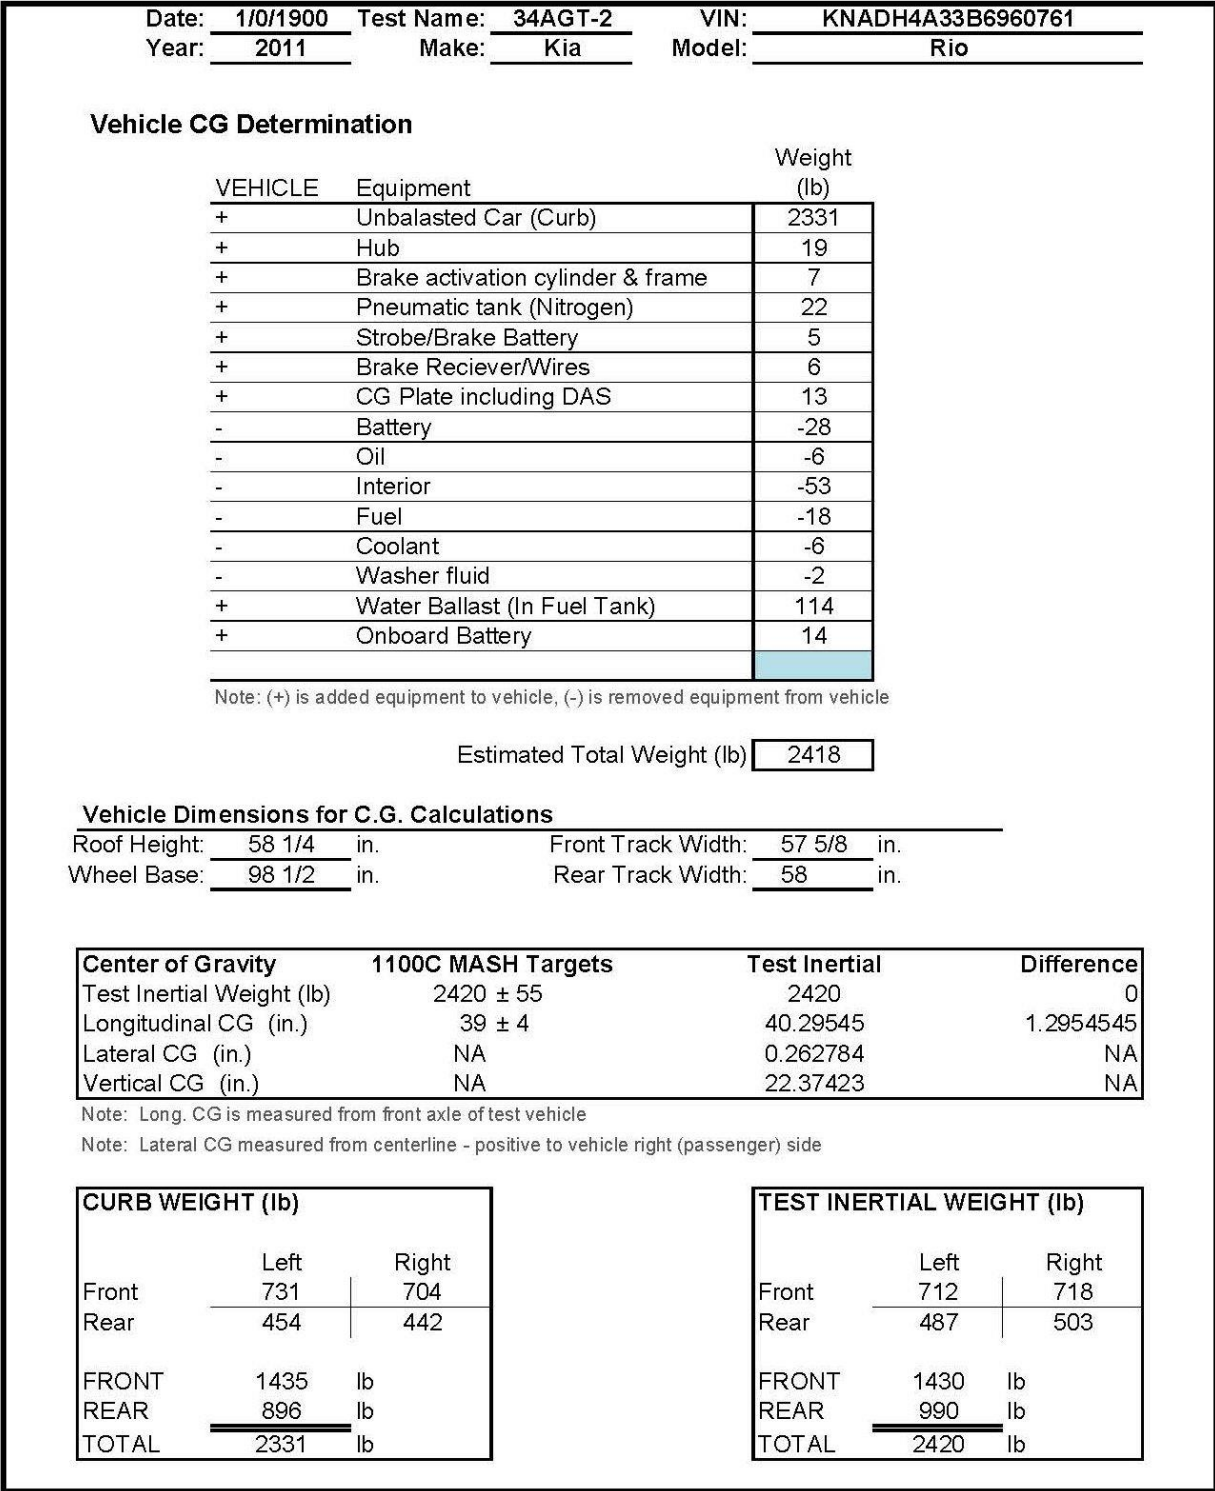 Date: 1/0/1900 Test Name: 34AGT-2 VIN: KNADH4A33B6960761
Year: 2011 Make: Kia Model: Rio
Vehicle CG Determination
Weight
VEHICLE Equipment (lb)
+ Unbalasted Car (Curb) 2331
+ Hub 19
+ Brake activation cylinder & frame 7
+ Pneumatic tank (Nitrogen) 22
+ Strobe/Brake Battery 5
+ Brake Reciever/Wires 6
+ CG Plate including DAS 13
- Battery -28
- Oil -6
- Interior -53
- Fuel -18
- Coolant -6
- Washer fluid -2
+ Water Ballast (In Fuel Tank) 114
+ Onboard Battery 14
Note: (+) is added equipment to vehicle, (-) is removed equipment from vehicle
Estimated Total Weight (lb) 2418
Vehicle Dimensions for C.G. Calculations
Roof Height: 58 1/4 in. Front Track Width: 57 5/8 in.
Wheel Base: 98 1/2 in. Rear Track Width: 58 in.
Center of Gravity 1100C MASH Targets Test Inertial Difference
Test Inertial Weight (lb) 2420 ± 55 2420 0
Longitudinal CG (in.) 39 ± 4 40.29545 1.2954545
Lateral CG (in.) NA 0.262784 NA
Vertical CG (in.) NA 22.37423 NA
Note: Long. CG is measured from front axle of test vehicle
Note: Lateral CG measured from centerline - positive to vehicle right (passenger) side
CURB WEIGHT (lb)
Left Right
Front 731 704
Rear 454 442
FRONT 1435 lb
REAR 896 lb
TOTAL 2331 lb
TEST INERTIAL WEIGHT (lb)
Left Right
Front 712 718
Rear 487 503
FRONT 1430 lb
REAR 990 lb
TOTAL 2420 lb